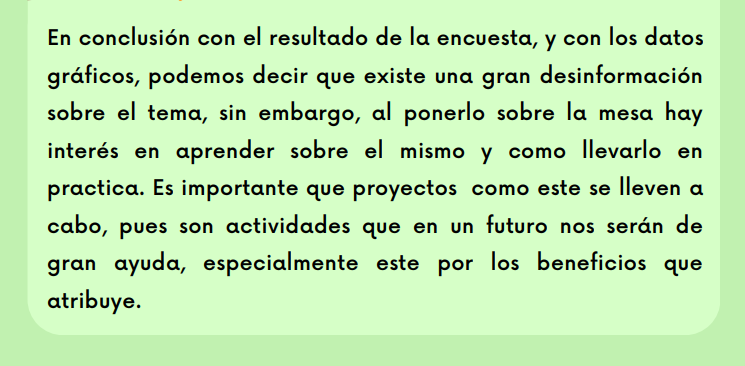 En conclusión con el resultado de la encuesta, y con los datos
gráficos, podemos decir que existe una gran desinformación
sobre el tema, sin embargo, al ponerlo sobre la mesa hay
interés en aprender sobre el mismo y como llevarlo en
practica. Es importante que proyectos  como este se lleven a
cabo, pues son actividades que en un futuro nos serán de
gran ayuda, especialmente este por los beneficios que
atribuye.